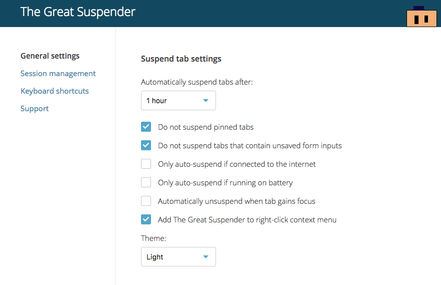 The Great Suspender
General settings
Session management
Keyboard shortcuts
Support
Suspend tab settings
Automatically suspend tabs after:
1 hour
Do not suspend pinned tabs
Do not suspend tabs that contain unsaved form inputs
Only auto-suspend if connected to the internet
Only auto-suspend if running on battery
Automatically unsuspend when tab gains focus
Add The Great Suspender to right-click context menu
Theme:
Light